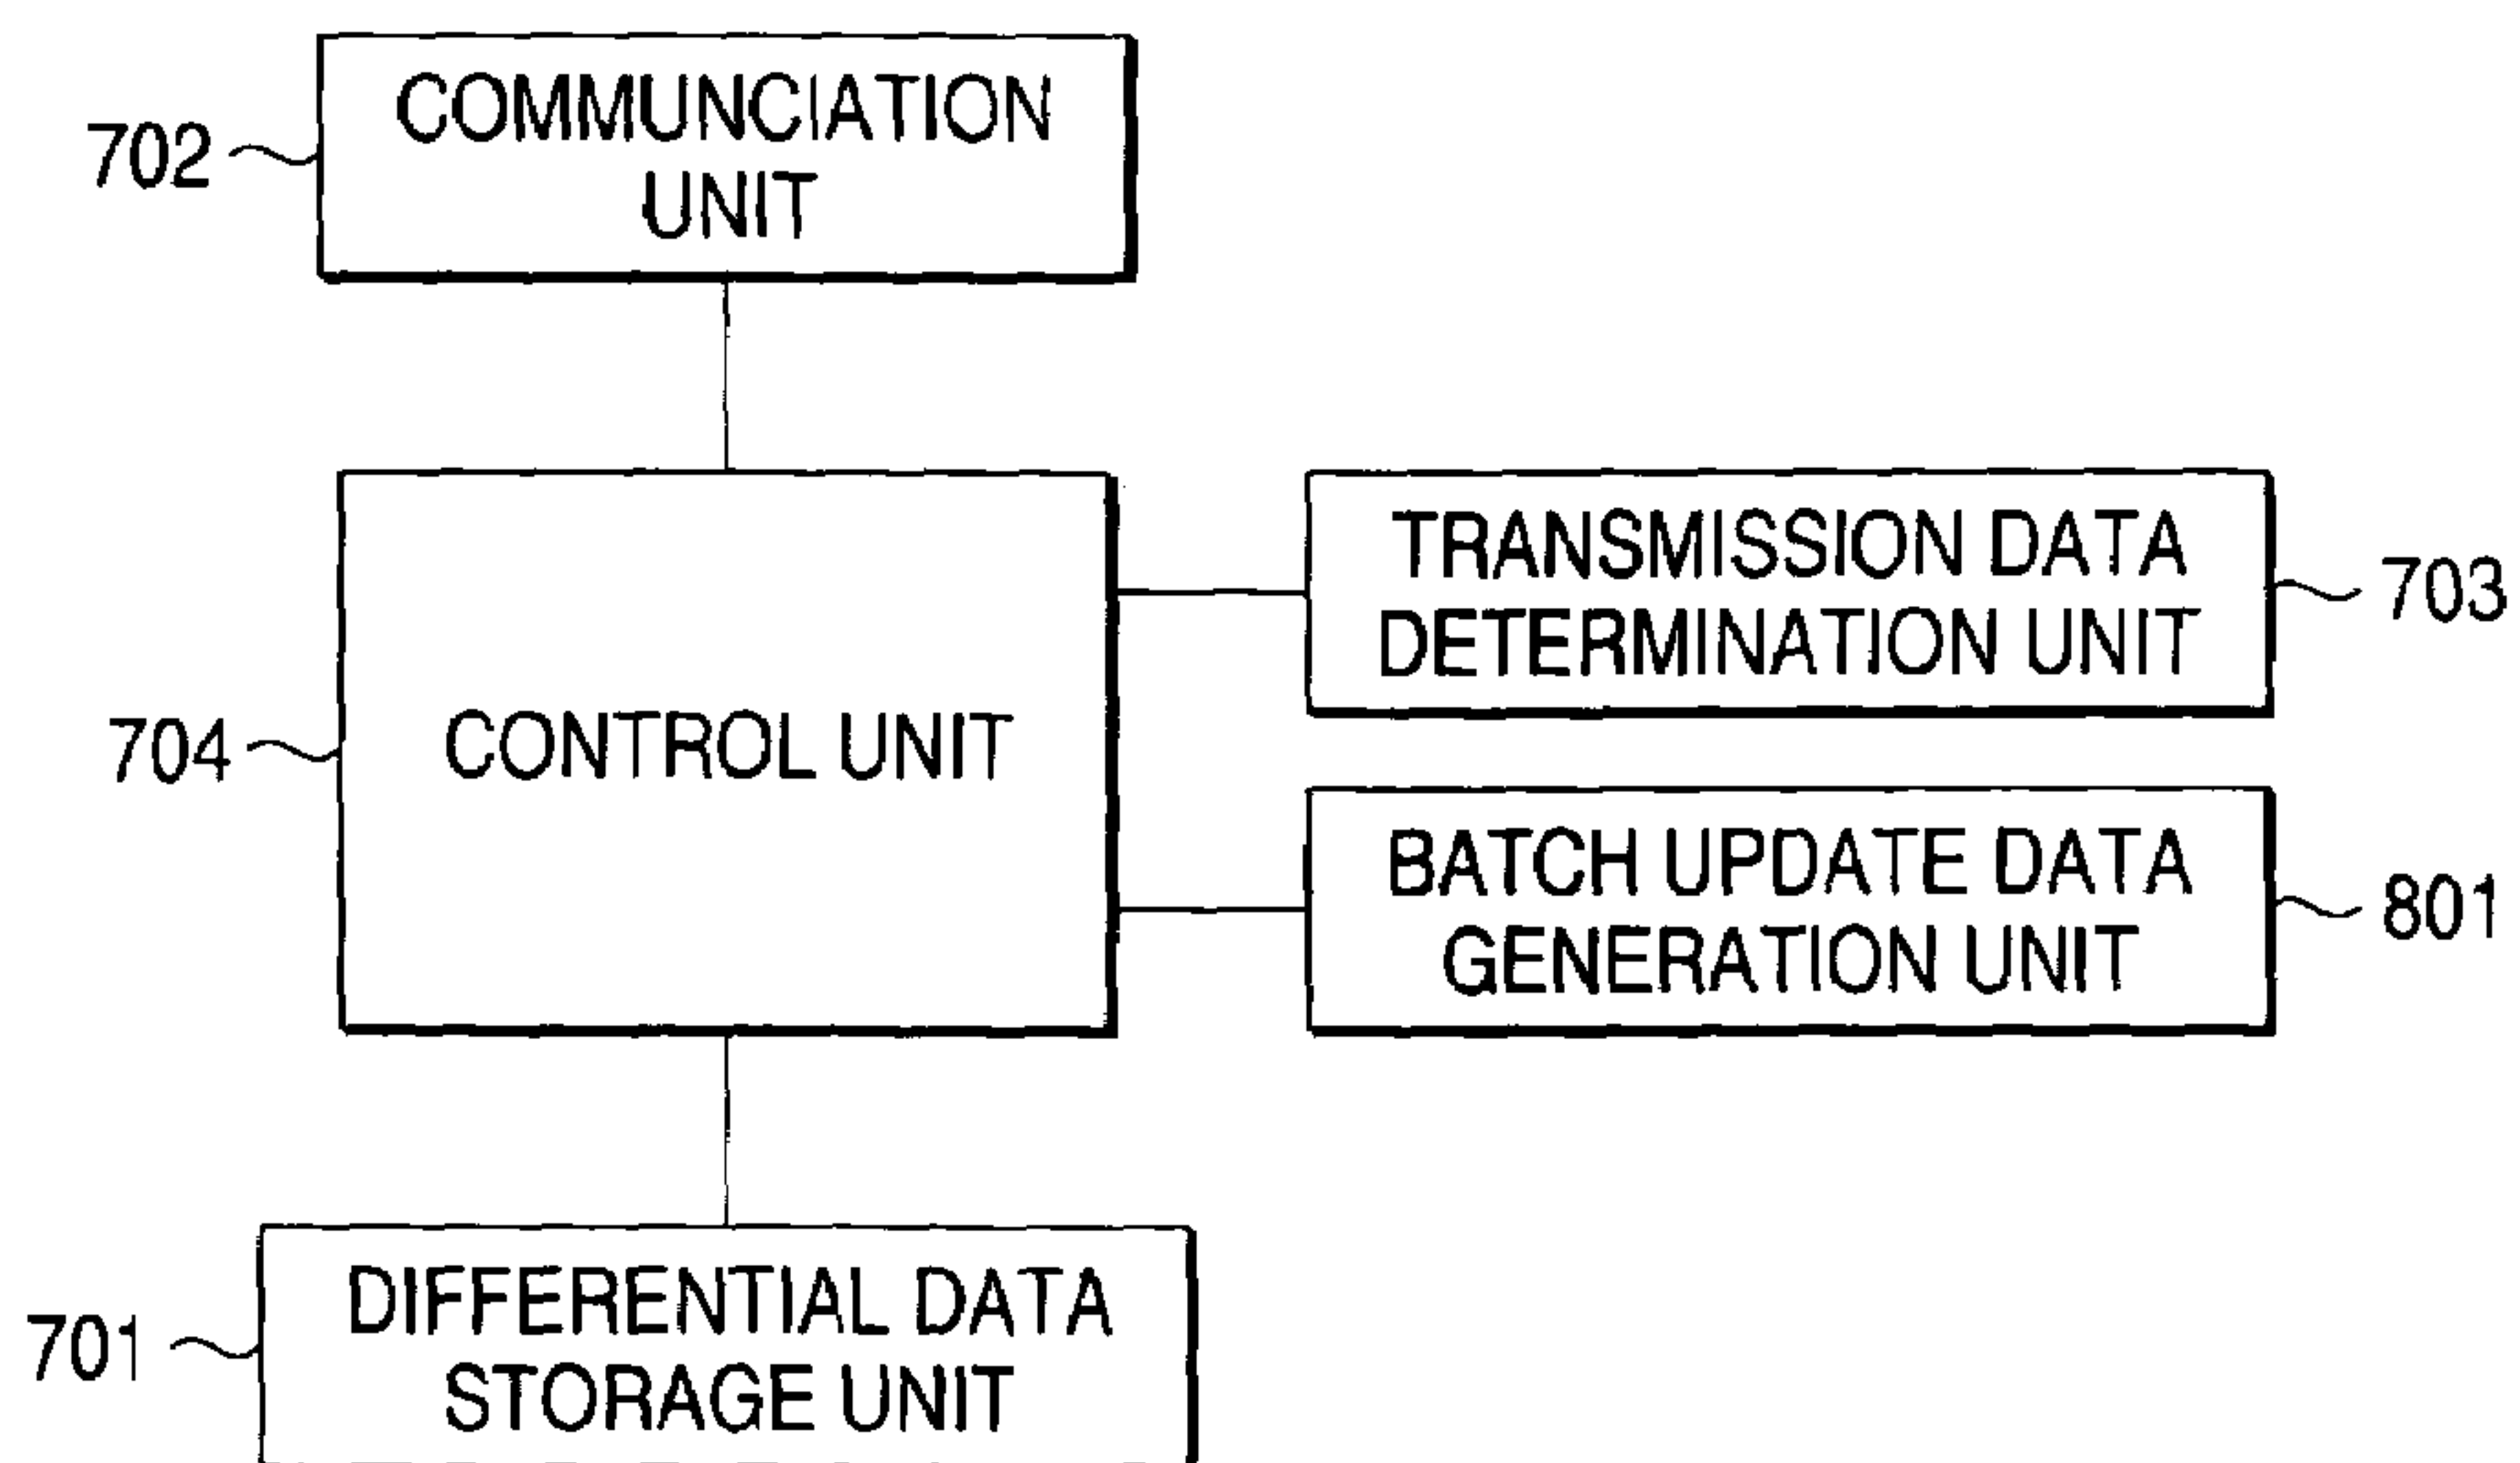 COMMUNCIATION
UNIT
702
TRANSMISSION DATA
DETERMINATION UNIT
703
704
CONTROL UNIT
BATCH UPDATE DATA
GENERATION UNIT
801
DIFFERENTIAL DATA
STORAGE UNIT
701